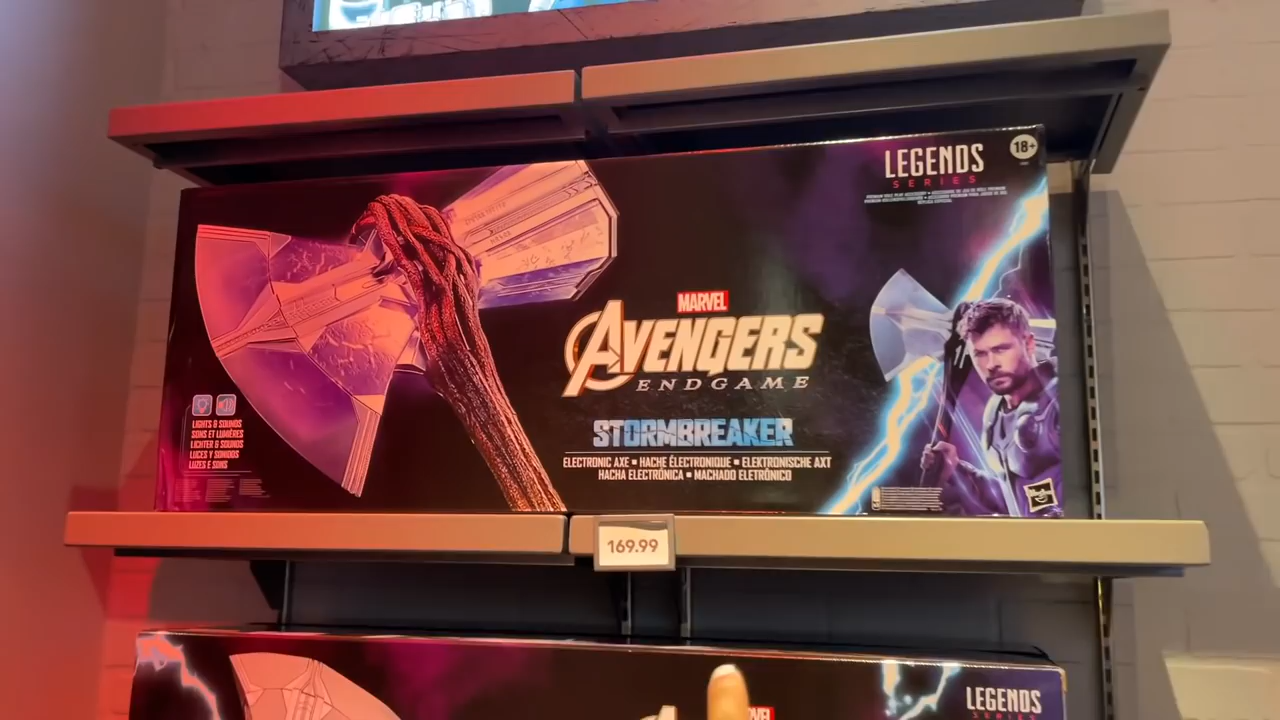 LEGENDS
SERIES
18+
MARVEL
AVENGERS
ENDGAME
STORMBREAKER
ELECTRONIC AXE • HACHE ÉLECTRONIQUE • ELEKTRONISCHE AXT
HACHA ELECTRÓNICA • MACHADO ELETRÔNICO
LIGHTS & SOUNDS
SONS ET LUMIÈRES
LICHTER & SOUNDS
LUCES Y SONIDOS
LUZES E SONS
Hasbro
169.99
LEGENDS
SERIES